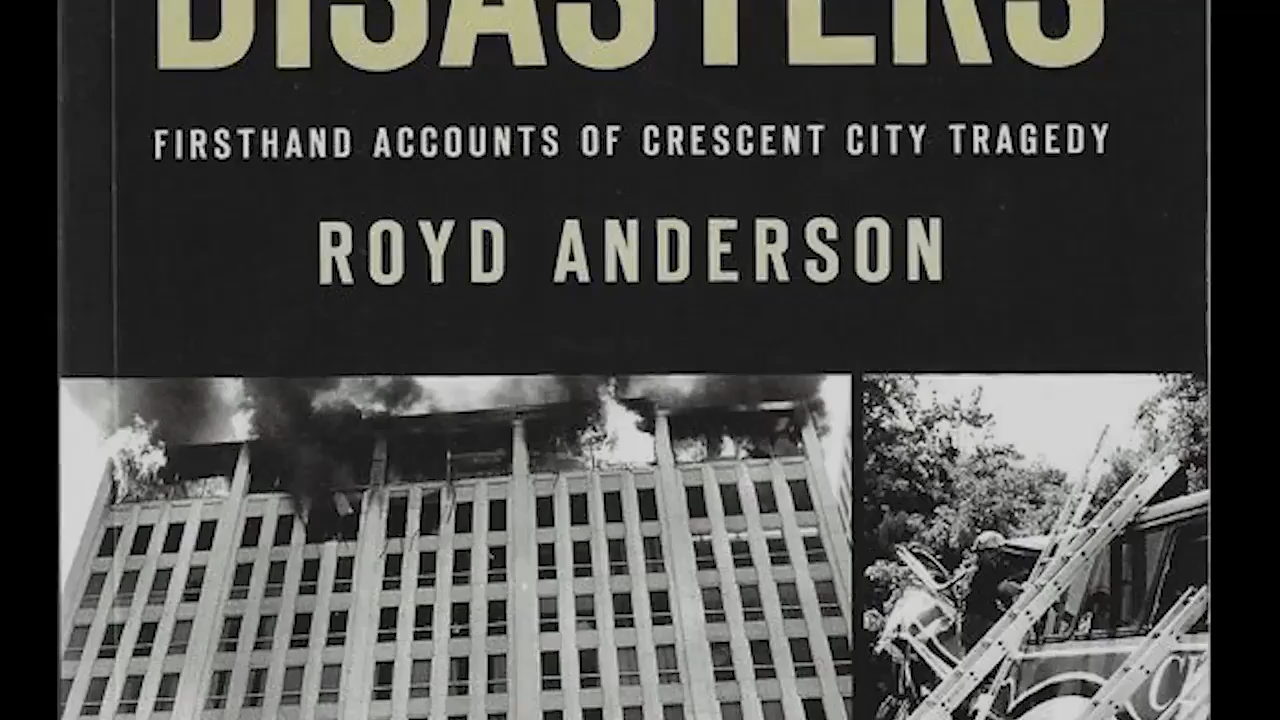 DISASTERS
FIRSTHAND ACCOUNTS OF CRESCENT CITY TRAGEDY
ROYD ANDERSON